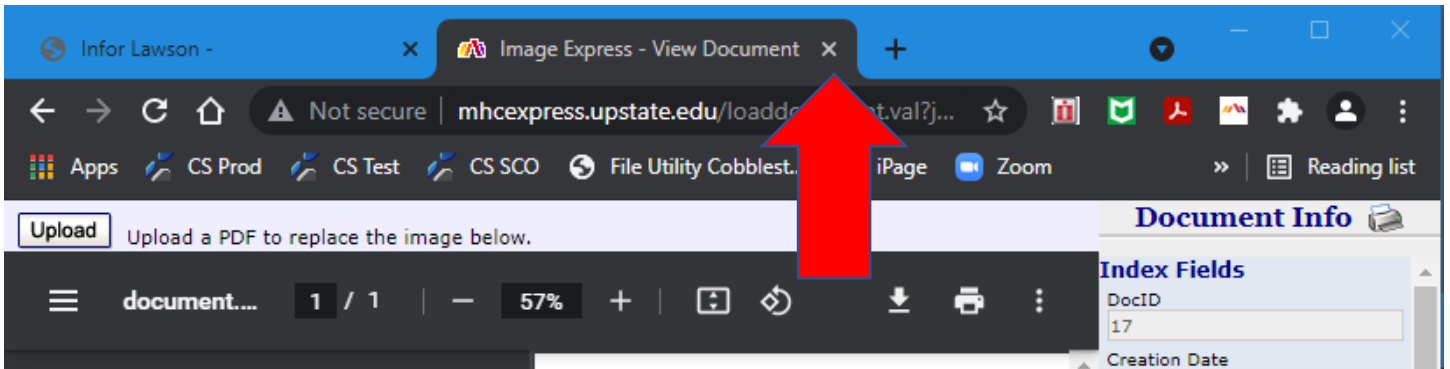 Infor Lawson -
Image Express - View Document
Not secure
mhcexpress.upstate.edu/loadd nt.val?j...
Apps
CS Prod
CS Test
CS SCO
File Utility Cobblest..
iPage
Zoom
»
Reading list
Upload
Upload a PDF to replace the image below.
Document Info
document....
1 / 1
57%
Index Fields
DocID
17
Creation Date